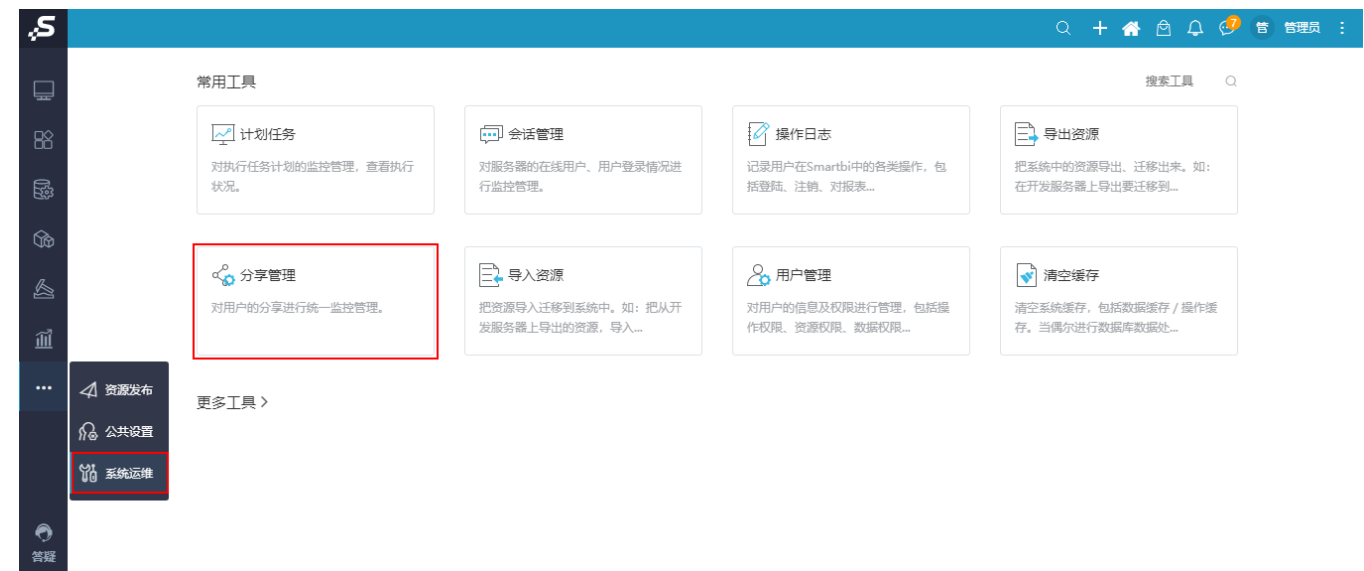 7
管
管理员
常用工具
搜索工具
计划任务
对执行任务计划的监控管理，查看执行
状况。
会话管理
对服务器的在线用户、用户登录情况进
行监控管理。
操作日志
记录用户在Smartbi中的各类操作，包
括登陆、注销、对报表...
导出资源
把系统中的资源导出、迁移出来。如：
在开发服务器上导出要迁移到...
分享管理
对用户的分享进行统一监控管理。
导入资源
把资源导入迁移到系统中。如：把从开
发服务器上导出的资源，导入...
用户管理
对用户的信息及权限进行管理，包括操
作权限、资源权限、数据权限...
清空缓存
清空系统缓存，包括数据缓存 / 操作缓
存。当偶尔进行数据库数据处...
资源发布
公共设置
系统运维
更多工具 >
答疑